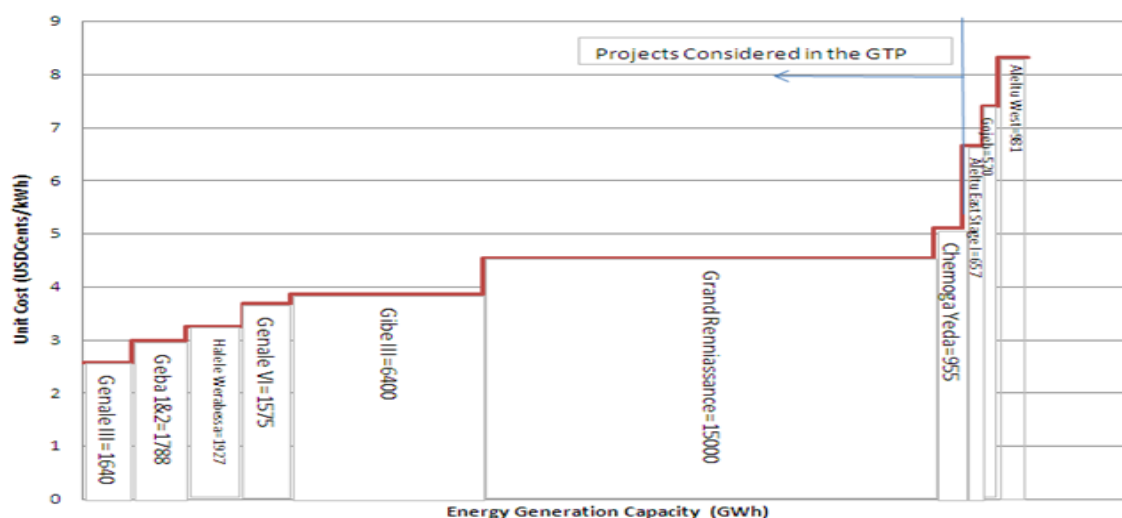 9
8
7
6
5
4
3
2
1
0
Unit Cost (USDCents/kWh)
Projects Considered in the GTP
Genale III=1640
Geba 1&2=1788
Halele Werabessa=1927
Genale VI=1575
Gibe III=6400
Grand Renniassance=15000
Chemoga Yeda=955
Aleltu East Stage I=657
Gojeb=520
Aleltu West=981
Energy Generation Capacity (GWh)